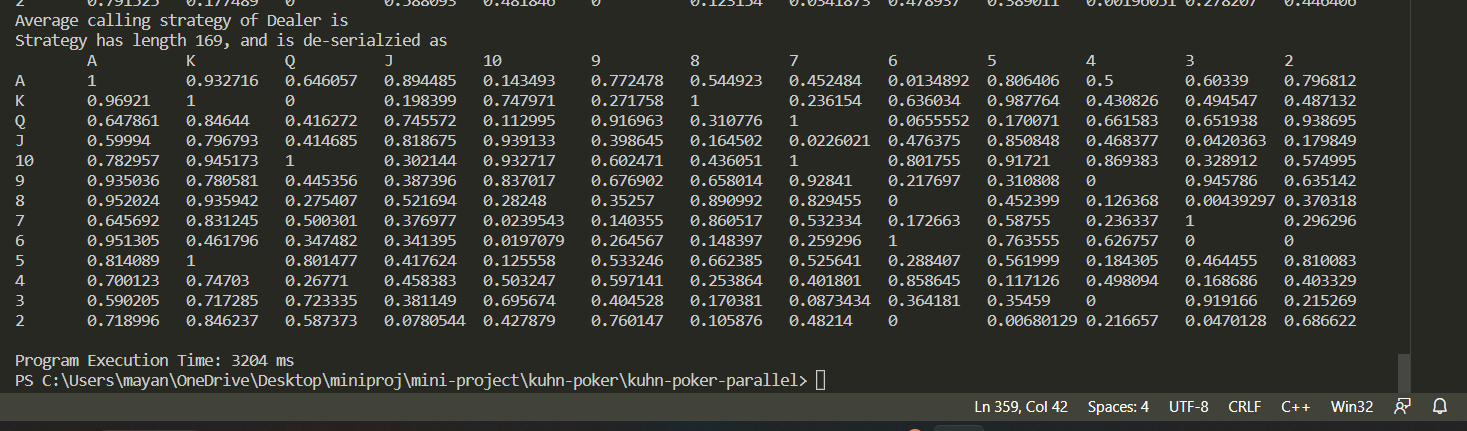 2 0.791525 0.177489 0 0.588093 0.481846 0 0.123154 0.0341873 0.478937 0.389011 0.00196051 0.278207 0.446406
Average calling strategy of Dealer is
Strategy has length 169, and is de-serialzied as
A K Q J 10 9 8 7 6 5 4 3 2
A 1 0.932716 0.646057 0.894485 0.143493 0.772478 0.544923 0.452484 0.0134892 0.806406 0.5 0.60339 0.796812
K 0.96921 1 0 0.198399 0.747971 0.271758 1 0.236154 0.636034 0.987764 0.430826 0.494547 0.487132
Q 0.647861 0.84644 0.416272 0.745572 0.112995 0.916963 0.310776 1 0.0655552 0.170071 0.661583 0.651938 0.938695
J 0.59994 0.796793 0.414685 0.818675 0.939133 0.398645 0.164502 0.0226021 0.476375 0.850848 0.468377 0.0420363 0.179849
10 0.782957 0.945173 1 0.302144 0.932717 0.602471 0.436051 1 0.801755 0.91721 0.869383 0.328912 0.574995
9 0.935036 0.780581 0.445356 0.387396 0.837017 0.676902 0.658014 0.92841 0.217697 0.310808 0 0.945786 0.635142
8 0.952024 0.935942 0.275407 0.521694 0.28248 0.35257 0.890992 0.829455 0 0.452399 0.126368 0.00439297 0.370318
7 0.645692 0.831245 0.500301 0.376977 0.0239543 0.140355 0.860517 0.532334 0.172663 0.58755 0.236337 1 0.296296
6 0.951305 0.461796 0.347482 0.341395 0.0197079 0.264567 0.148397 0.259296 1 0.763555 0.626757 0 0
5 0.814089 1 0.801477 0.417624 0.125558 0.533246 0.662385 0.525641 0.288407 0.561999 0.184305 0.464455 0.810083
4 0.700123 0.74703 0.26771 0.458383 0.503247 0.597141 0.253864 0.401801 0.858645 0.117126 0.498094 0.168686 0.403329
3 0.590205 0.717285 0.723335 0.381149 0.695674 0.404528 0.170381 0.0873434 0.364181 0.35459 0 0.919166 0.215269
2 0.718996 0.846237 0.587373 0.0780544 0.427879 0.760147 0.105876 0.48214 0 0.00680129 0.216657 0.0470128 0.686622
Program Execution Time: 3204 ms
PS C:\Users\mayan\OneDrive\Desktop\miniproj\mini-project\kuhn-poker\kuhn-poker-parallel>
Ln 359, Col 42 Spaces: 4 UTF-8 CRLF C++ Win32